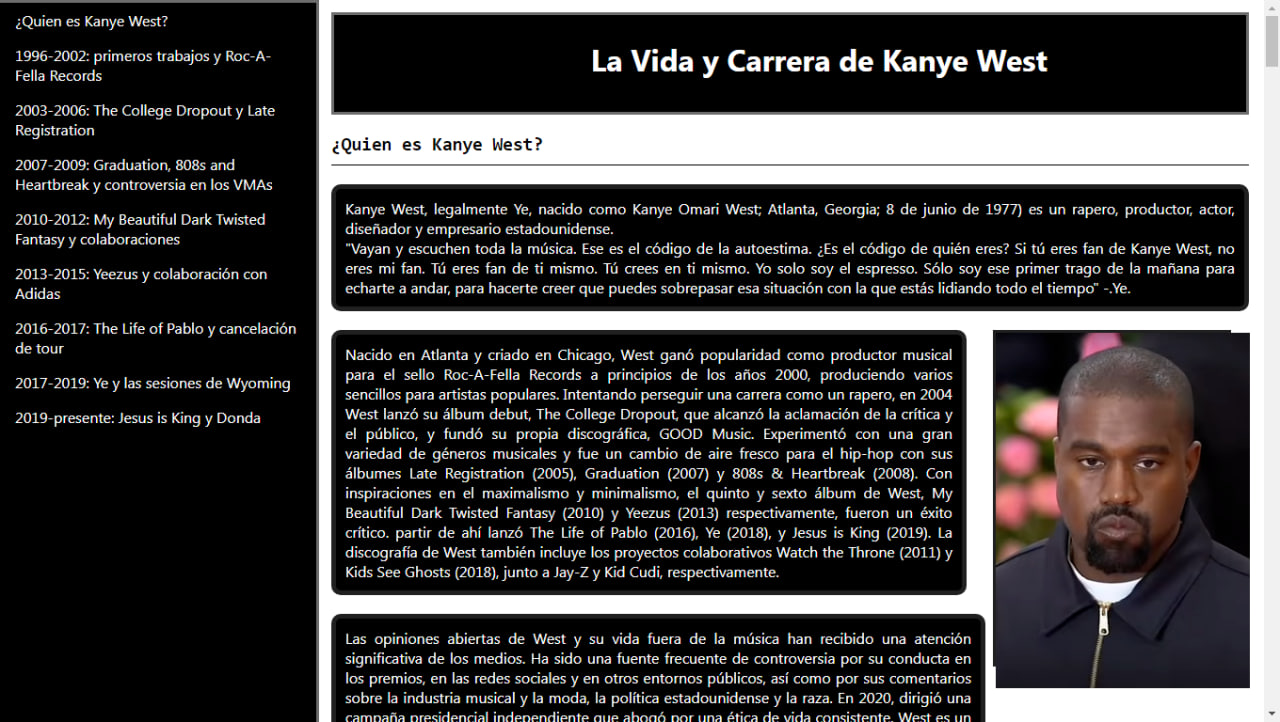 ¿Quien es Kanye West?
1996-2002: primeros trabajos y Roc-A-
Fella Records
2003-2006: The College Dropout y Late
Registration
2007-2009: Graduation, 808s and
Heartbreak y controversia en los VMAs
2010-2012: My Beautiful Dark Twisted
Fantasy y colaboraciones
2013-2015: Yeezus y colaboración con
Adidas
2016-2017: The Life of Pablo y cancelación
de tour
2017-2019: Ye y las sesiones de Wyoming
2019-presente: Jesus is King y Donda
La Vida y Carrera de Kanye West
¿Quien es Kanye West?
Kanye West, legalmente Ye, nacido como Kanye Omari West; Atlanta, Georgia; 8 de junio de 1977) es un rapero, productor, actor,
diseñador y empresario estadounidense.
"Vayan y escuchen toda la música. Ese es el código de la autoestima. ¿Es el código de quién eres? Si tú eres fan de Kanye West, no
eres mi fan. Tú eres fan de ti mismo. Tú crees en ti mismo. Yo solo soy el espresso. Sólo soy ese primer trago de la mañana para
echarte a andar, para hacerte creer que puedes sobrepasar esa situación con la que estás lidiando todo el tiempo" -.Ye.
Nacido en Atlanta y criado en Chicago, West ganó popularidad como productor musical
para el sello Roc-A-Fella Records a principios de los años 2000, produciendo varios
sencillos para artistas populares. Intentando perseguir una carrera como un rapero, en 2004
West lanzó su álbum debut, The College Dropout, que alcanzó la aclamación de la crítica y
el público, y fundó su propia discográfica, GOOD Music. Experimentó con una gran
variedad de géneros musicales y fue un cambio de aire fresco para el hip-hop con sus
álbumes Late Registration (2005), Graduation (2007) y 808s & Heartbreak (2008). Con
inspiraciones en el maximalismo y minimalismo, el quinto y sexto álbum de West, My
Beautiful Dark Twisted Fantasy (2010) y Yeezus (2013) respectivamente, fueron un éxito
crítico. partir de ahí lanzó The Life of Pablo (2016), Ye (2018), y Jesus is King (2019). La
discografía de West también incluye los proyectos colaborativos Watch the Throne (2011) y
Kids See Ghosts (2018), junto a Jay-Z y Kid Cudi, respectivamente.
Las opiniones abiertas de West y su vida fuera de la música han recibido una atención
significativa de los medios. Ha sido una fuente frecuente de controversia por su conducta en
los premios, en las redes sociales y en otros entornos públicos, así como por sus comentarios
sobre la industria musical y la moda, la política estadounidense y la raza. En 2020, dirigió una
campaña presidencial independiente que abogó por una ética de vida consistente. West es un